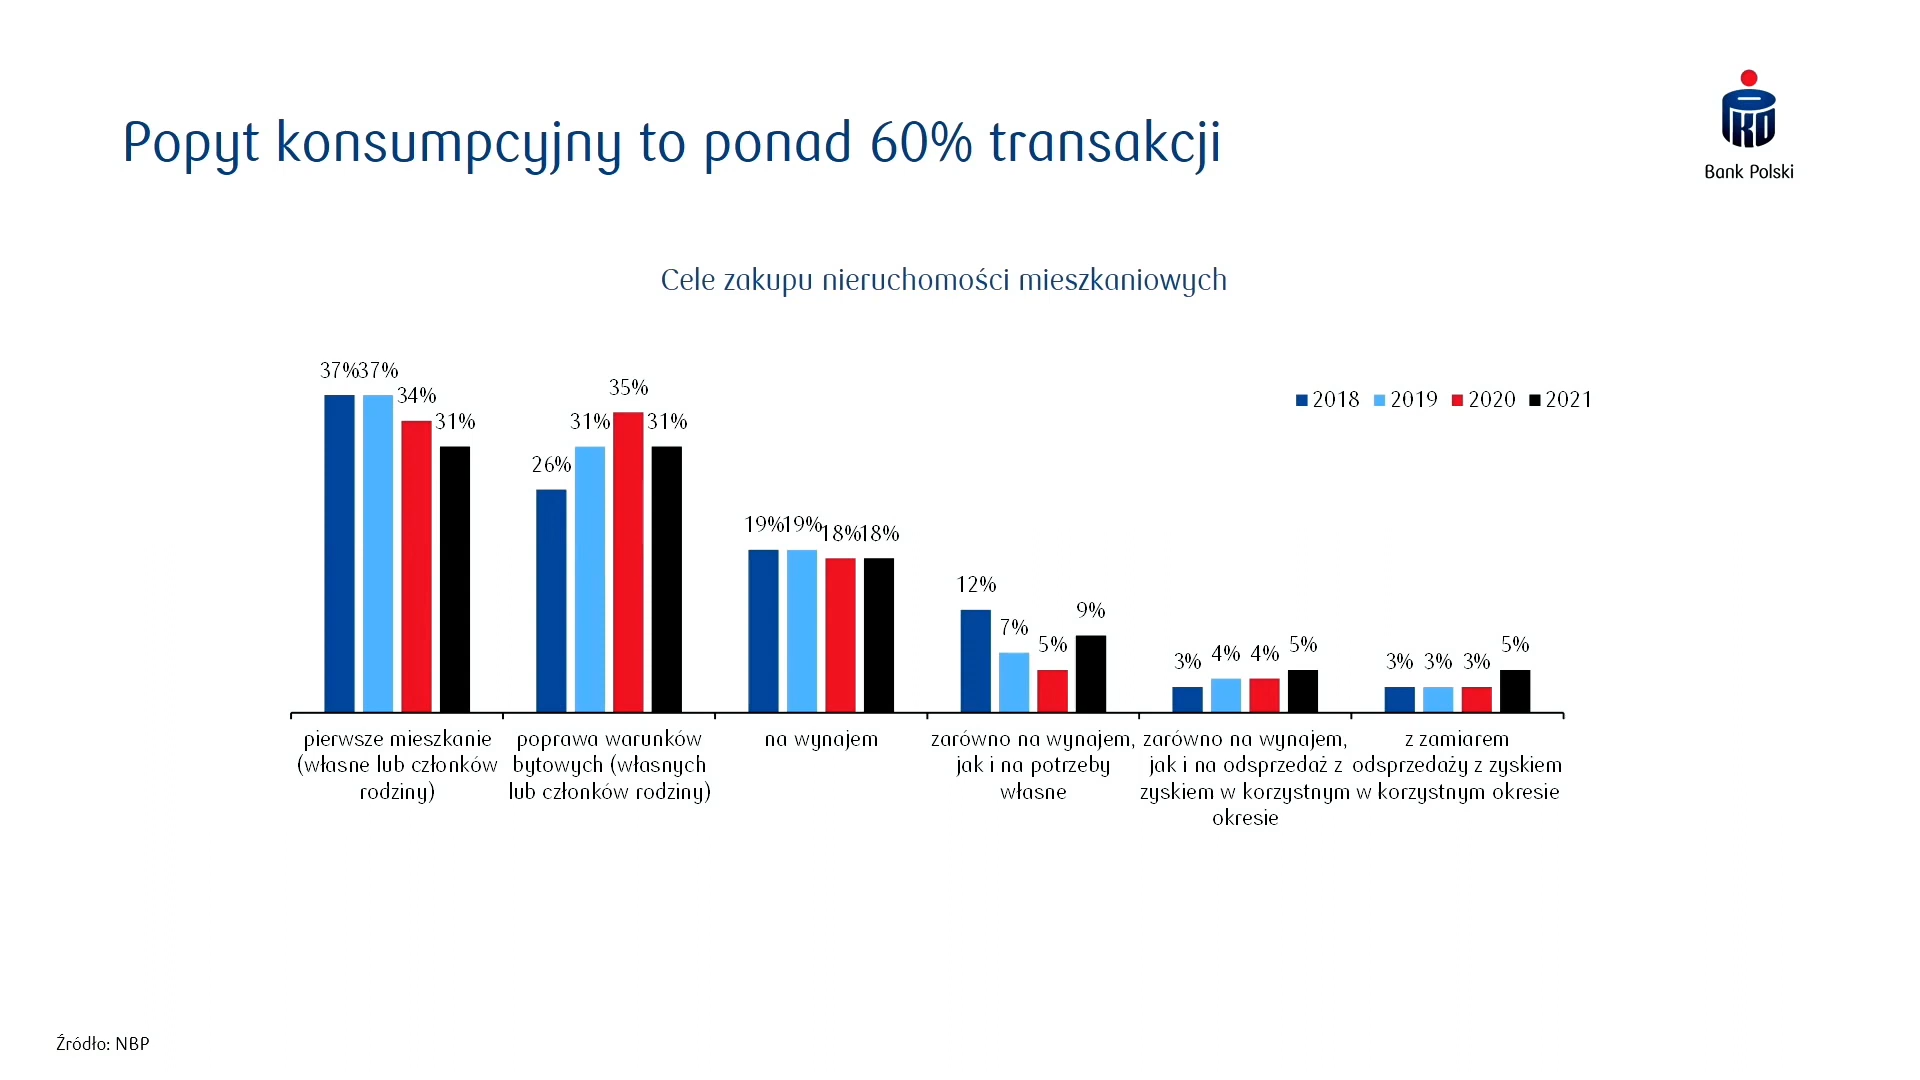 Popyt konsumpcyjny to ponad 60% transakcji
PKO
Bank Polski
Cele zakupu nieruchomości mieszkaniowych
2018 2019 2020 2021
37% 37% 34% 31%
26% 31% 35% 31%
19% 19% 18% 18%
12% 7% 5% 9%
3% 4% 4% 5%
3% 3% 3% 5%
pierwsze mieszkanie
(własne lub członków
rodziny)
poprawa warunków
bytowych (własnych
lub członków rodziny)
na wynajem
zarówno na wynajem,
jak i na potrzeby
własne
zarówno na wynajem,
jak i na odsprzedaż z
zyskiem w korzystnym
okresie
z zamiarem
odsprzedaży z zyskiem
w korzystnym okresie
Źródło: NBP